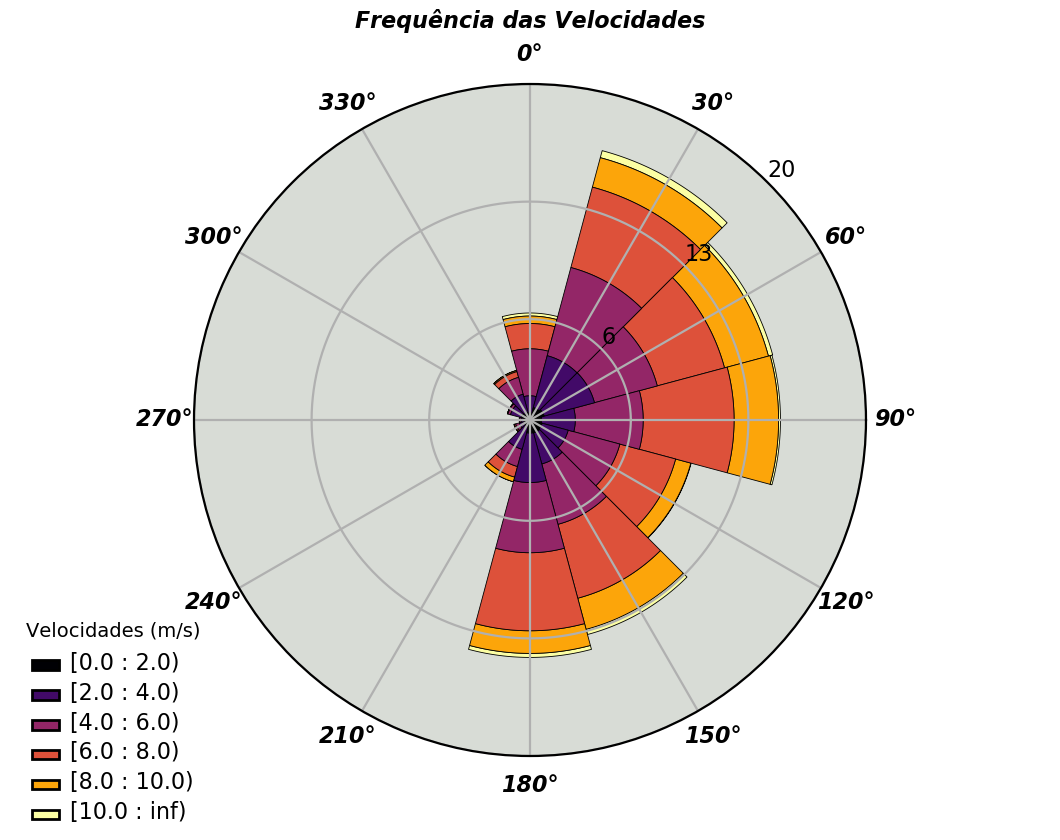 Frequência das Velocidades
0°
330°
30°
20
300°
60°
13
6
270°
90°
240°
120°
210°
150°
180°
Velocidades (m/s)
[0.0 : 2.0)
[2.0 : 4.0)
[4.0 : 6.0)
[6.0 : 8.0)
[8.0 : 10.0)
[10.0 : inf)